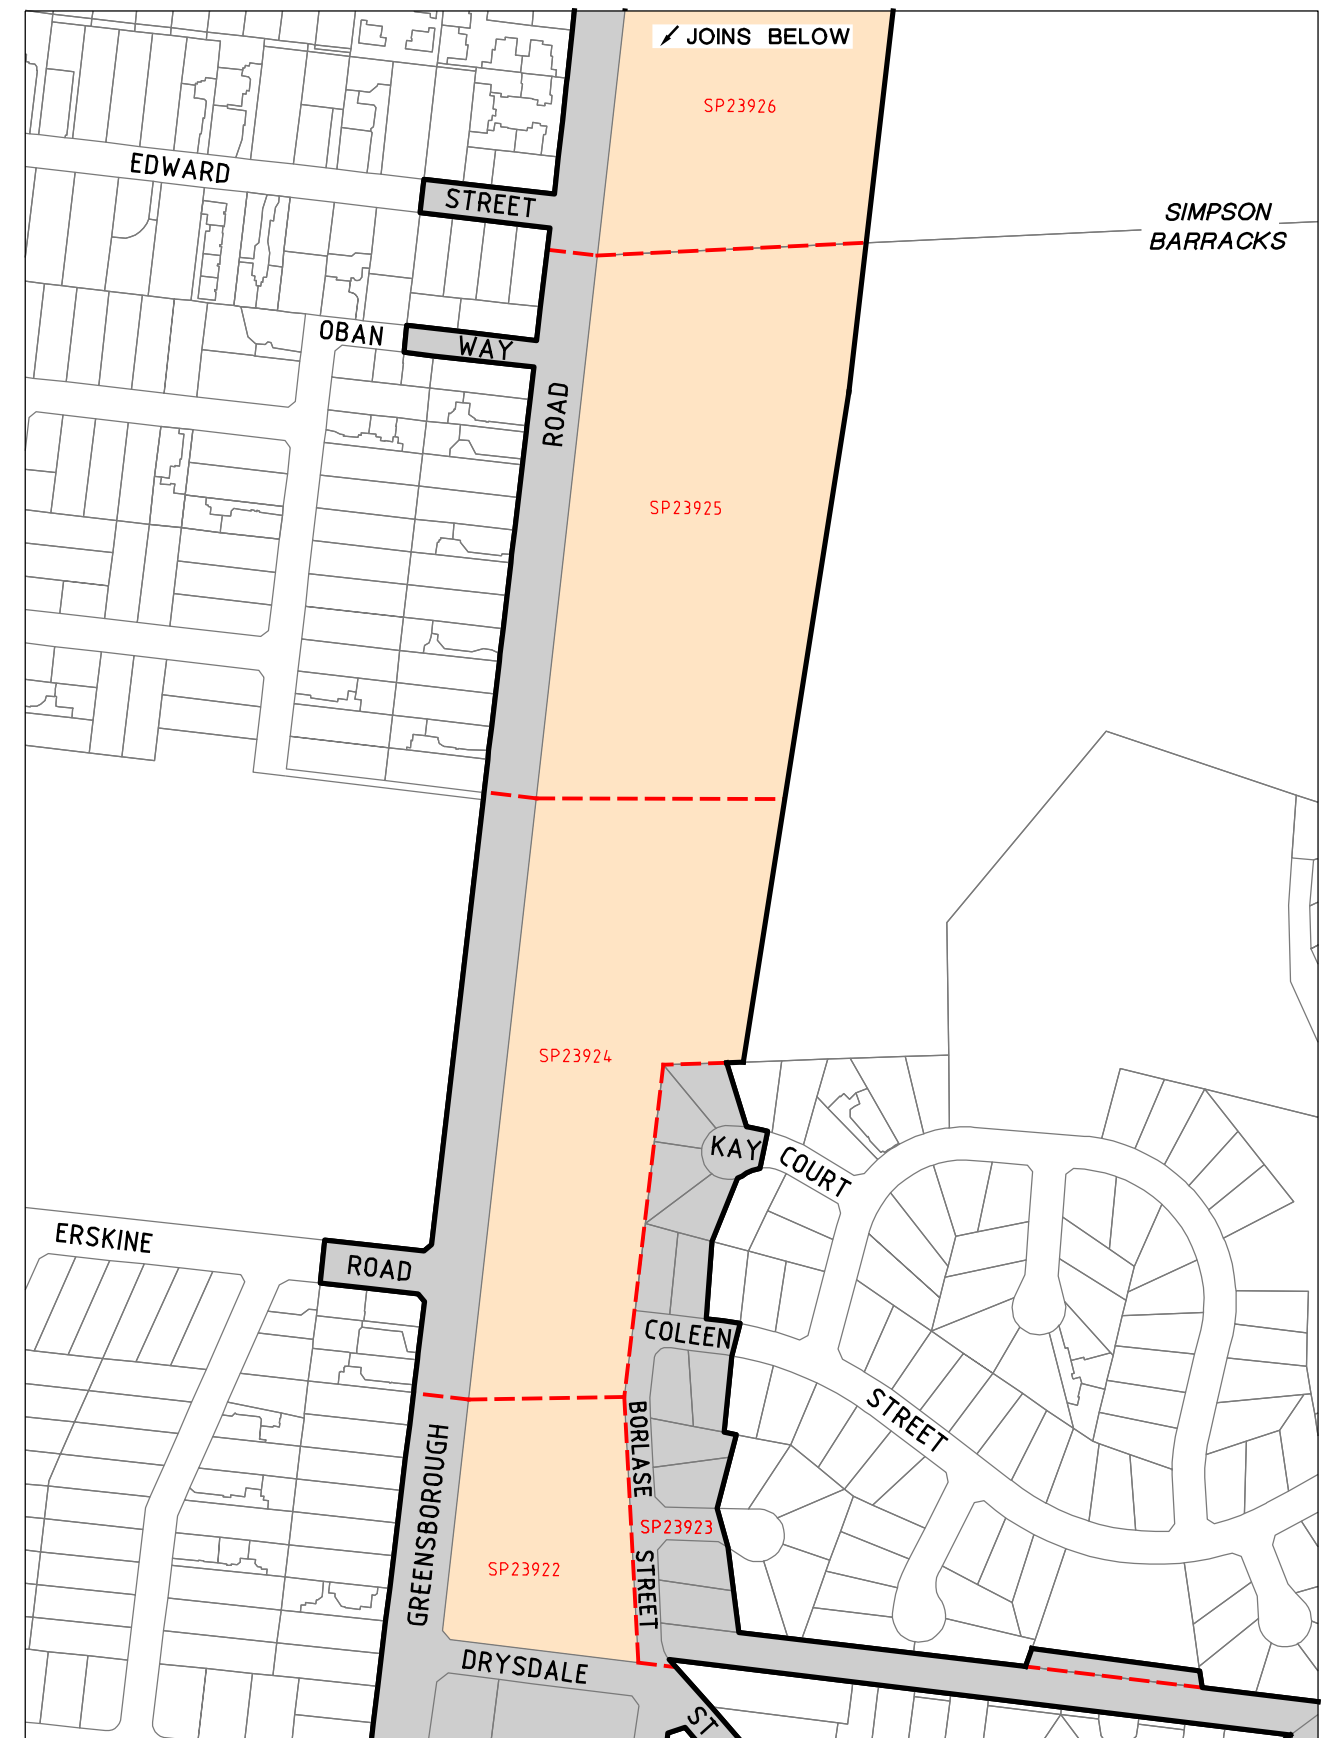 JOINS BELOW
SP23926
EDWARD
STREET
SIMPSON
BARRACKS
OBAN
WAY
ROAD
SP23925
SP23924
KAY
COURT
ERSKINE
ROAD
COLEEN
STREET
BORLASE
STREET
GREENSBOROUGH
SP23923
SP23922
DRYSDALE
ST